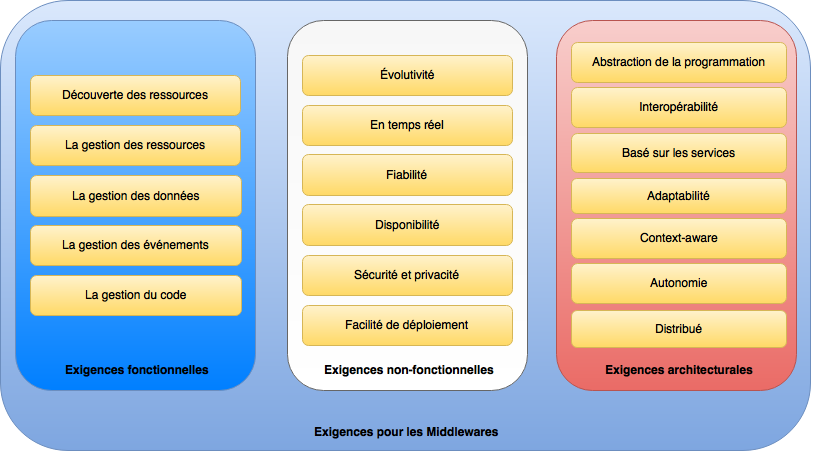 Découverte des ressources
La gestion des ressources
La gestion des données
La gestion des événements
La gestion du code
Exigences fonctionnelles
Évolutivité
En temps réel
Fiabilité
Disponibilité
Sécurité et privacité
Facilité de déploiement
Exigences non-fonctionnelles
Abstraction de la programmation
Interopérabilité
Basé sur les services
Adaptabilité
Context-aware
Autonomie
Distribué
Exigences architecturales
Exigences pour les Middlewares